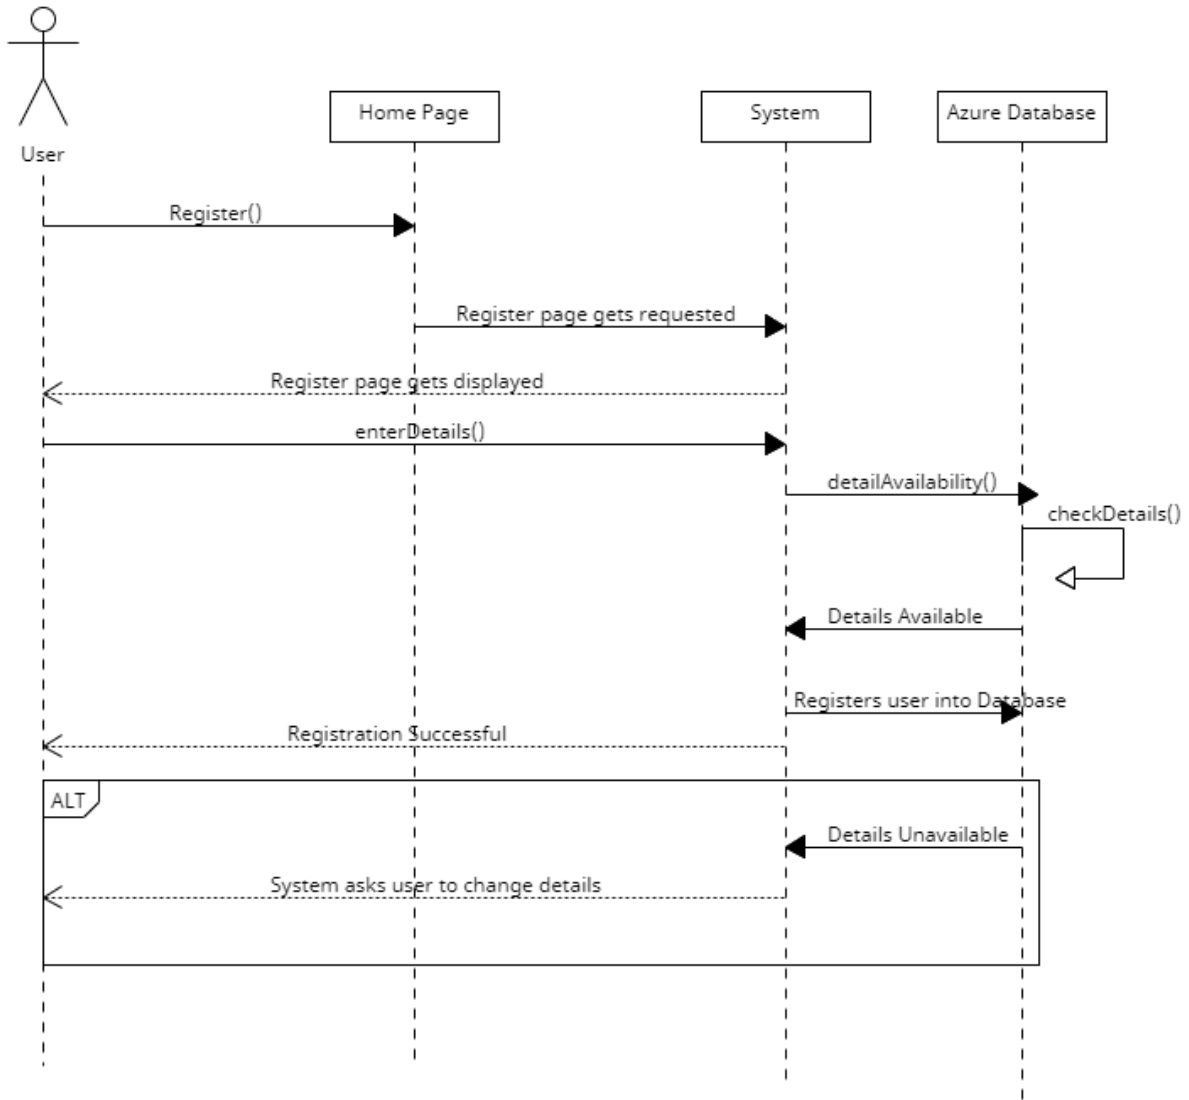 User
Home Page
System
Azure Database
Register()
Register page gets requested
Register page gets displayed
enterDetails()
detailAvailability()
checkDetails()
Details Available
Registers user into Database
Registration Successful
ALT
Details Unavailable
System asks user to change details